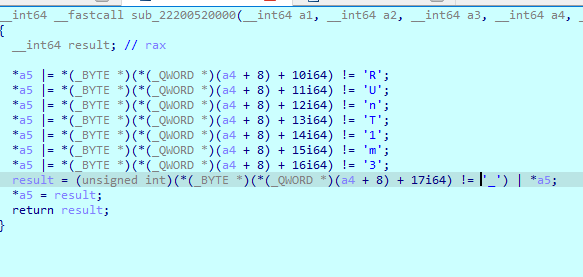 __int64 __fastcall sub_22200520000(__int64 a1, __int64 a2, __int64 a3, __int64 a4,
{
__int64 result; // rax
*a5 |= *(_BYTE *)(*(_QWORD *)(a4 + 8) + 10i64) != 'R';
*a5 |= *(_BYTE *)(*(_QWORD *)(a4 + 8) + 11i64) != 'U';
*a5 |= *(_BYTE *)(*(_QWORD *)(a4 + 8) + 12i64) != 'n';
*a5 |= *(_BYTE *)(*(_QWORD *)(a4 + 8) + 13i64) != 'T';
*a5 |= *(_BYTE *)(*(_QWORD *)(a4 + 8) + 14i64) != '1';
*a5 |= *(_BYTE *)(*(_QWORD *)(a4 + 8) + 15i64) != 'm';
*a5 |= *(_BYTE *)(*(_QWORD *)(a4 + 8) + 16i64) != '3';
result = (unsigned int)(*(_BYTE *)(*(_QWORD *)(a4 + 8) + 17i64) != '_') | *a5;
*a5 = result;
return result;
}